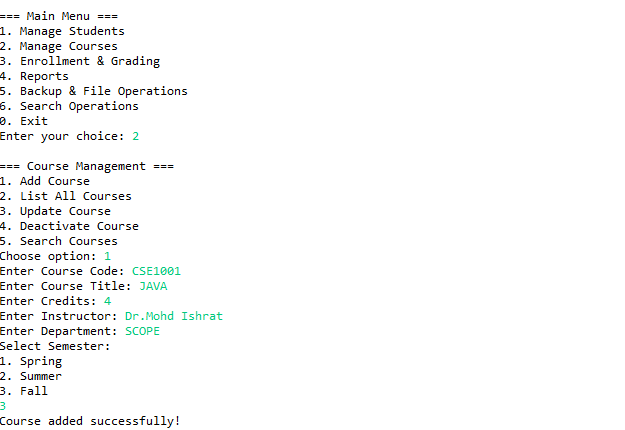 === Main Menu ===
1. Manage Students
2. Manage Courses
3. Enrollment & Grading
4. Reports
5. Backup & File Operations
6. Search Operations
0. Exit
Enter your choice: 2
=== Course Management ===
1. Add Course
2. List All Courses
3. Update Course
4. Deactivate Course
5. Search Courses
Choose option: 1
Enter Course Code: CSE1001
Enter Course Title: JAVA
Enter Credits: 4
Enter Instructor: Dr.Mohd Ishrat
Enter Department: SCOPE
Select Semester:
1. Spring
2. Summer
3. Fall
3
Course added successfully!